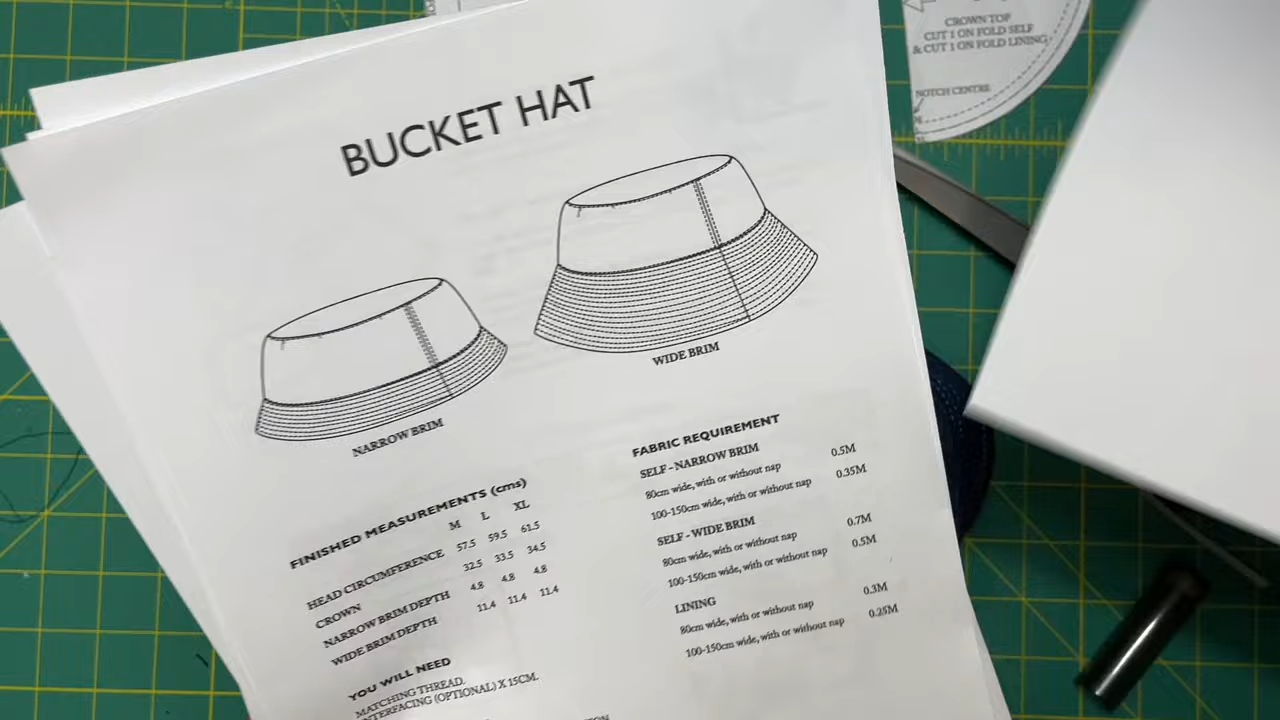 CROWN TOP
CUT 1 ON FOLD SELF
& CUT 1 ON FOLD LINING
NOTCH CENTRE
BUCKET HAT
NARROW BRIM
WIDE BRIM
FINISHED MEASUREMENTS (cms)
M L XL
HEAD CIRCUMFERENCE 57.5 59.5 61.5
CROWN 32.5 33.5 34.5
NARROW BRIM DEPTH 4.8 4.8 4.8
WIDE BRIM DEPTH 11.4 11.4 11.4
YOU WILL NEED
MATCHING THREAD.
INTERFACING (OPTIONAL) X 15CM.
FABRIC REQUIREMENT
SELF - NARROW BRIM
80cm wide, with or without nap 0.5M
100-150cm wide, with or without nap 0.35M
SELF - WIDE BRIM
80cm wide, with or without nap 0.7M
100-150cm wide, with or without nap 0.5M
LINING
80cm wide, with or without nap 0.3M
100-150cm wide, with or without nap 0.25M